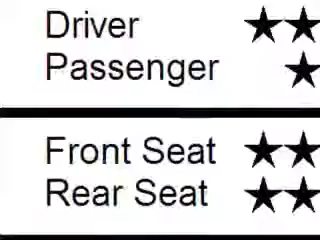 Driver ★★
Passenger ★
Front Seat ★★
Rear Seat ★★